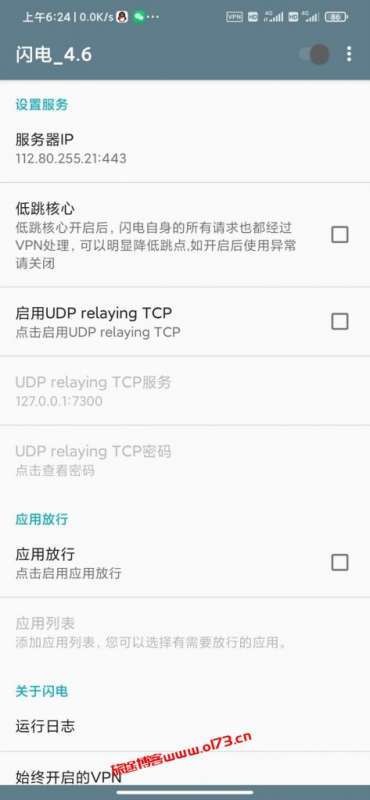 上午6:24 | 0.0K/s ···
VPN HD 4G HD 4G 86
闪电_4.6
设置服务
服务器IP
112.80.255.21:443
低跳核心
低跳核心开启后，闪电自身的所有请求也都经过
VPN处理，可以明显降低跳点,如开启后使用异常
请关闭
启用UDP relaying TCP
点击启用UDP relaying TCP
UDP relaying TCP服务
127.0.0.1:7300
UDP relaying TCP密码
点击查看密码
应用放行
应用放行
点击启用应用放行
应用列表
添加应用列表，您可以选择有需要放行的应用。
关于闪电
运行日志
旅途博客www.ol73.cn
始终开启的VPN